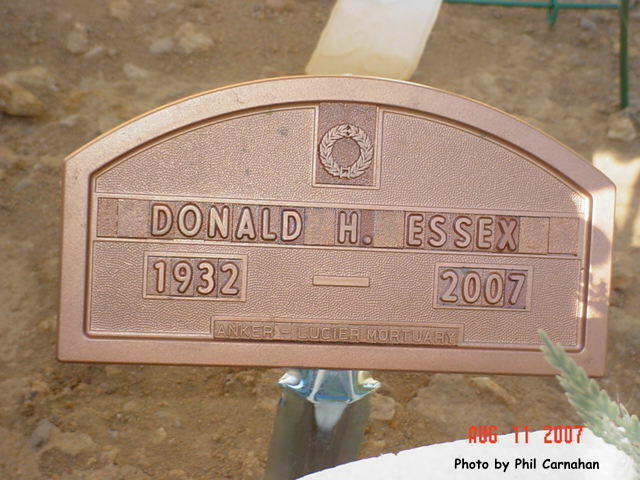 DONALD H. ESSEX
1932 — 2007
ANKER - LUCIER MORTUARY
AUG 11 2007
Photo by Phil Carnahan